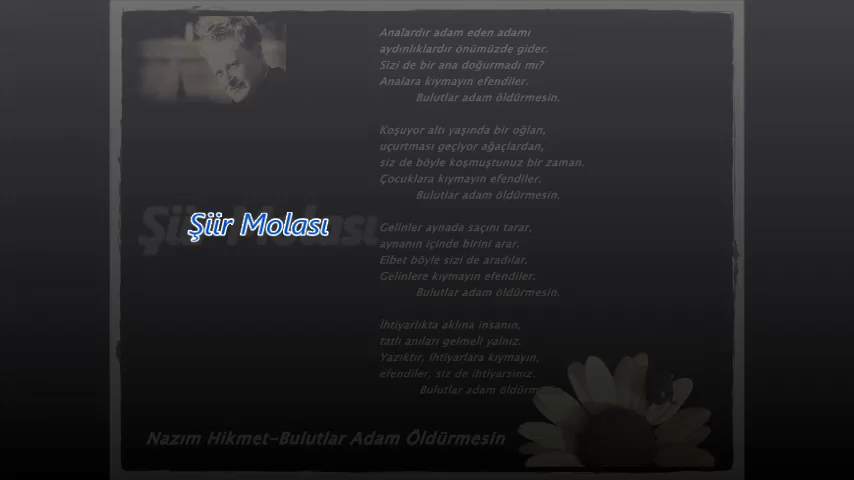 Analardır adam eden adamı
aydınlıklardır önümüzde gider.
Sizi de bir ana doğurmadı mı?
Analara kıymayın efendiler.
Bulutlar adam öldürmesin.
Koşuyor altı yaşında bir oğlan,
uçurtması geçiyor ağaçlardan,
siz de böyle koşmuştunuz bir zaman.
Çocuklara kıymayın efendiler.
Bulutlar adam öldürmesin.
Şiir Molası
Şiir Molası
Gelinler aynada saçını tarar,
aynanın içinde birini arar.
Elbet böyle sizi de aradılar.
Gelinlere kıymayın efendiler.
Bulutlar adam öldürmesin.
İhtiyarlıkta aklına insanın,
tatlı anıları gelmeli yalnız.
Yazıktır, ihtiyarlara kıymayın,
efendiler, siz de ihtiyarsınız.
Bulutlar adam öldürmesin.
Nazım Hikmet-Bulutlar Adam Öldürmesin